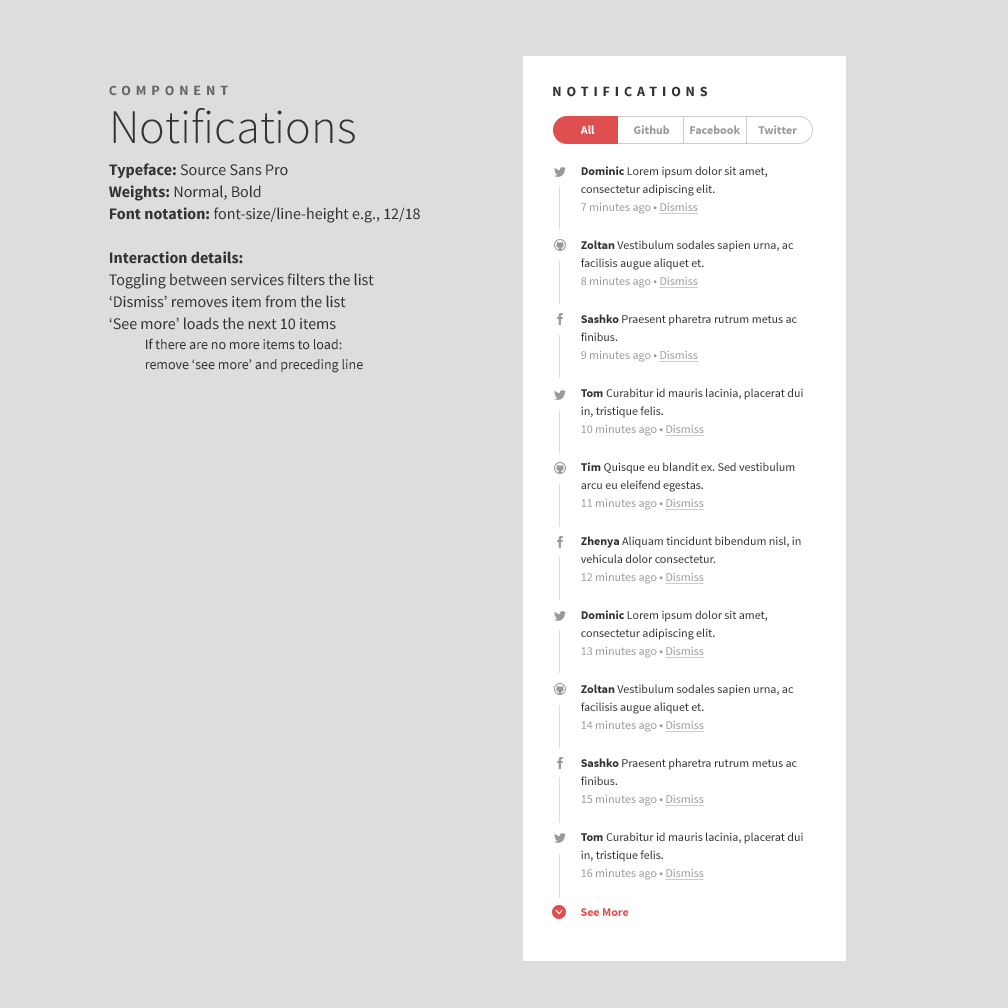 COMPONENT
Notifications
Typeface: Source Sans Pro
Weights: Normal, Bold
Font notation: font-size/line-height e.g., 12/18
Interaction details:
Toggling between services filters the list
‘Dismiss’ removes item from the list
‘See more’ loads the next 10 items
If there are no more items to load:
remove ‘see more’ and preceding line
NOTIFICATIONS
All Github Facebook Twitter
Dominic Lorem ipsum dolor sit amet,
consectetur adipiscing elit.
7 minutes ago • Dismiss
Zoltan Vestibulum sodales sapien urna, ac
facilisis augue aliquet et.
8 minutes ago • Dismiss
Sashko Praesent pharetra rutrum metus ac
finibus.
9 minutes ago • Dismiss
Tom Curabitur id mauris lacinia, placerat dui
in, tristique felis.
10 minutes ago • Dismiss
Tim Quisque eu blandit ex. Sed vestibulum
arcu eu eleifend egestas.
11 minutes ago • Dismiss
Zhenya Aliquam tincidunt bibendum nisl, in
vehicula dolor consectetur.
12 minutes ago • Dismiss
Dominic Lorem ipsum dolor sit amet,
consectetur adipiscing elit.
13 minutes ago • Dismiss
Zoltan Vestibulum sodales sapien urna, ac
facilisis augue aliquet et.
14 minutes ago • Dismiss
Sashko Praesent pharetra rutrum metus ac
finibus.
15 minutes ago • Dismiss
Tom Curabitur id mauris lacinia, placerat dui
in, tristique felis.
16 minutes ago • Dismiss
See More